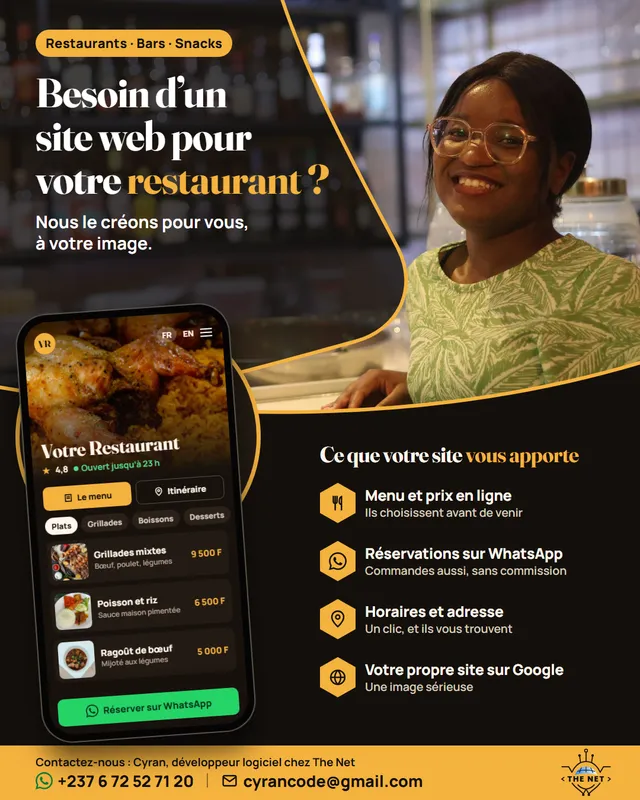 Restaurants · Bars · Snacks
Besoin d'un
site web pour
votre restaurant ?
Nous le créons pour vous,
à votre image.
VR
FR EN
Votre Restaurant
★ 4,8 ● Ouvert jusqu'à 23 h
Le menu
Itinéraire
Plats Grillades Boissons Desserts
Grillades mixtes
Bœuf, poulet, légumes
9 500 F
Poisson et riz
Sauce maison pimentée
6 500 F
Ragoût de bœuf
Mijoté aux légumes
5 000 F
Réserver sur WhatsApp
Ce que votre site vous apporte
Menu et prix en ligne
Ils choisissent avant de venir
Réservations sur WhatsApp
Commandes aussi, sans commission
Horaires et adresse
Un clic, et ils vous trouvent
Votre propre site sur Google
Une image sérieuse
Contactez-nous : Cyran, développeur logiciel chez The Net
+237 6 72 52 71 20 | cyrancode@gmail.com
< THE NET >